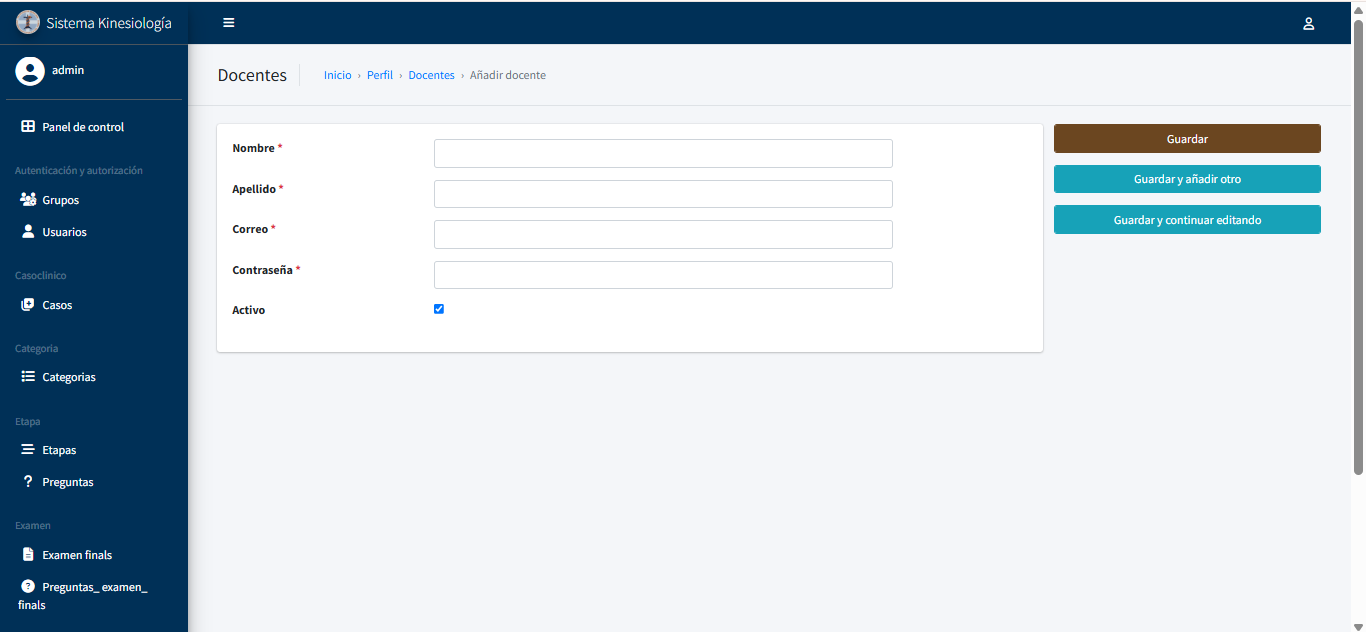 Sistema Kinesiología
admin
Panel de control
Autenticación y autorización
Grupos
Usuarios
Casoclinico
Casos
Categoria
Categorias
Etapa
Etapas
Preguntas
Examen
Examen finals
Preguntas_ examen_
finals
Docentes
Inicio › Perfil › Docentes › Añadir docente
Nombre *
Apellido *
Correo *
Contraseña *
Activo
Guardar
Guardar y añadir otro
Guardar y continuar editando